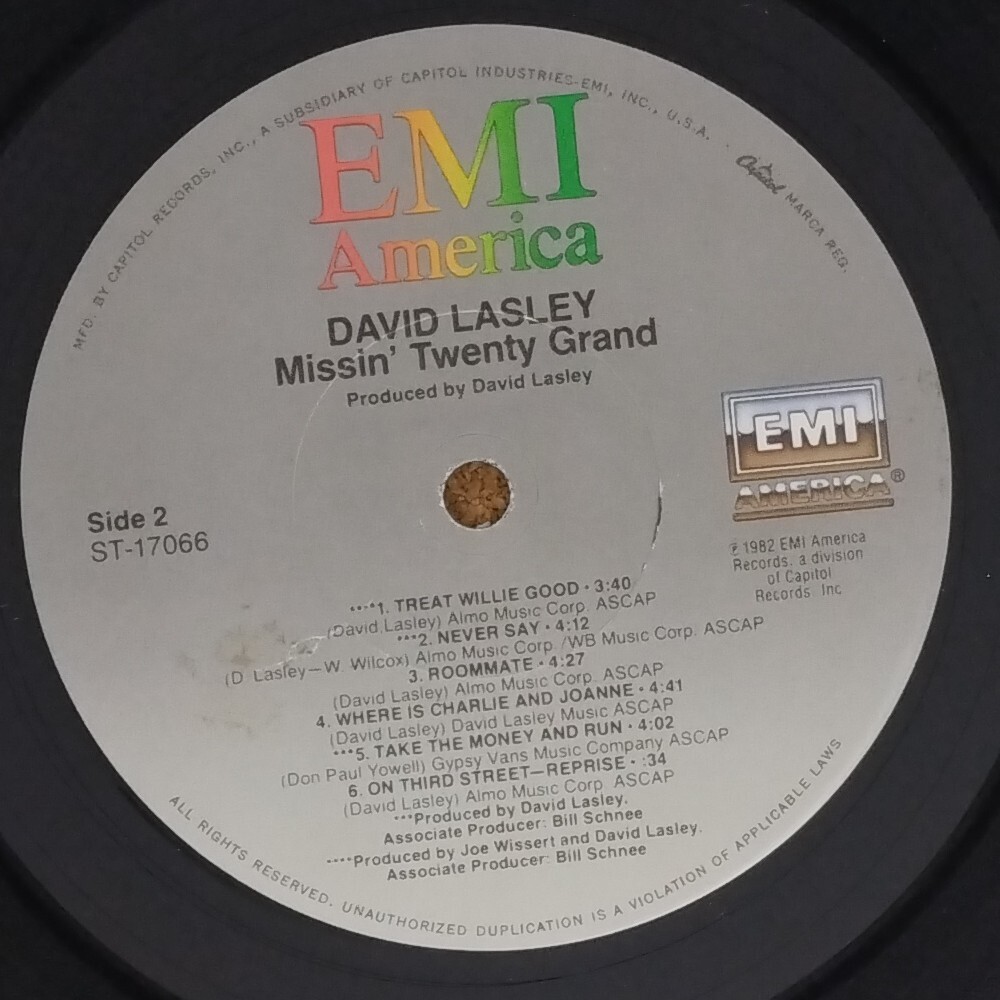 MFD. BY CAPITOL RECORDS, INC., A SUBSIDIARY OF CAPITOL INDUSTRIES-EMI, INC., U.S.A. . Capitol MARCA REG.
EMI
America
DAVID LASLEY
Missin' Twenty Grand
Produced by David Lasley
EMI
AMERICA®
Side 2
ST-17066
℗1982 EMI America
Records, a division
of Capitol
Records, Inc
····1. TREAT WILLIE GOOD · 3:40
(David Lasley) Almo Music Corp. ASCAP
···2. NEVER SAY · 4:12
(D. Lasley—W. Wilcox) Almo Music Corp./WB Music Corp. ASCAP
3. ROOMMATE · 4:27
(David Lasley) Almo Music Corp. ASCAP
4. WHERE IS CHARLIE AND JOANNE · 4:41
(David Lasley) David Lasley Music ASCAP
···5. TAKE THE MONEY AND RUN · 4:02
(Don Paul Yowell) Gypsy Vans Music Company ASCAP
6. ON THIRD STREET—REPRISE · :34
(David Lasley) Almo Music Corp. ASCAP
···Produced by David Lasley.
Associate Producer: Bill Schnee
····Produced by Joe Wissert and David Lasley.
Associate Producer: Bill Schnee
ALL RIGHTS RESERVED. UNAUTHORIZED DUPLICATION IS A VIOLATION OF APPLICABLE LAWS